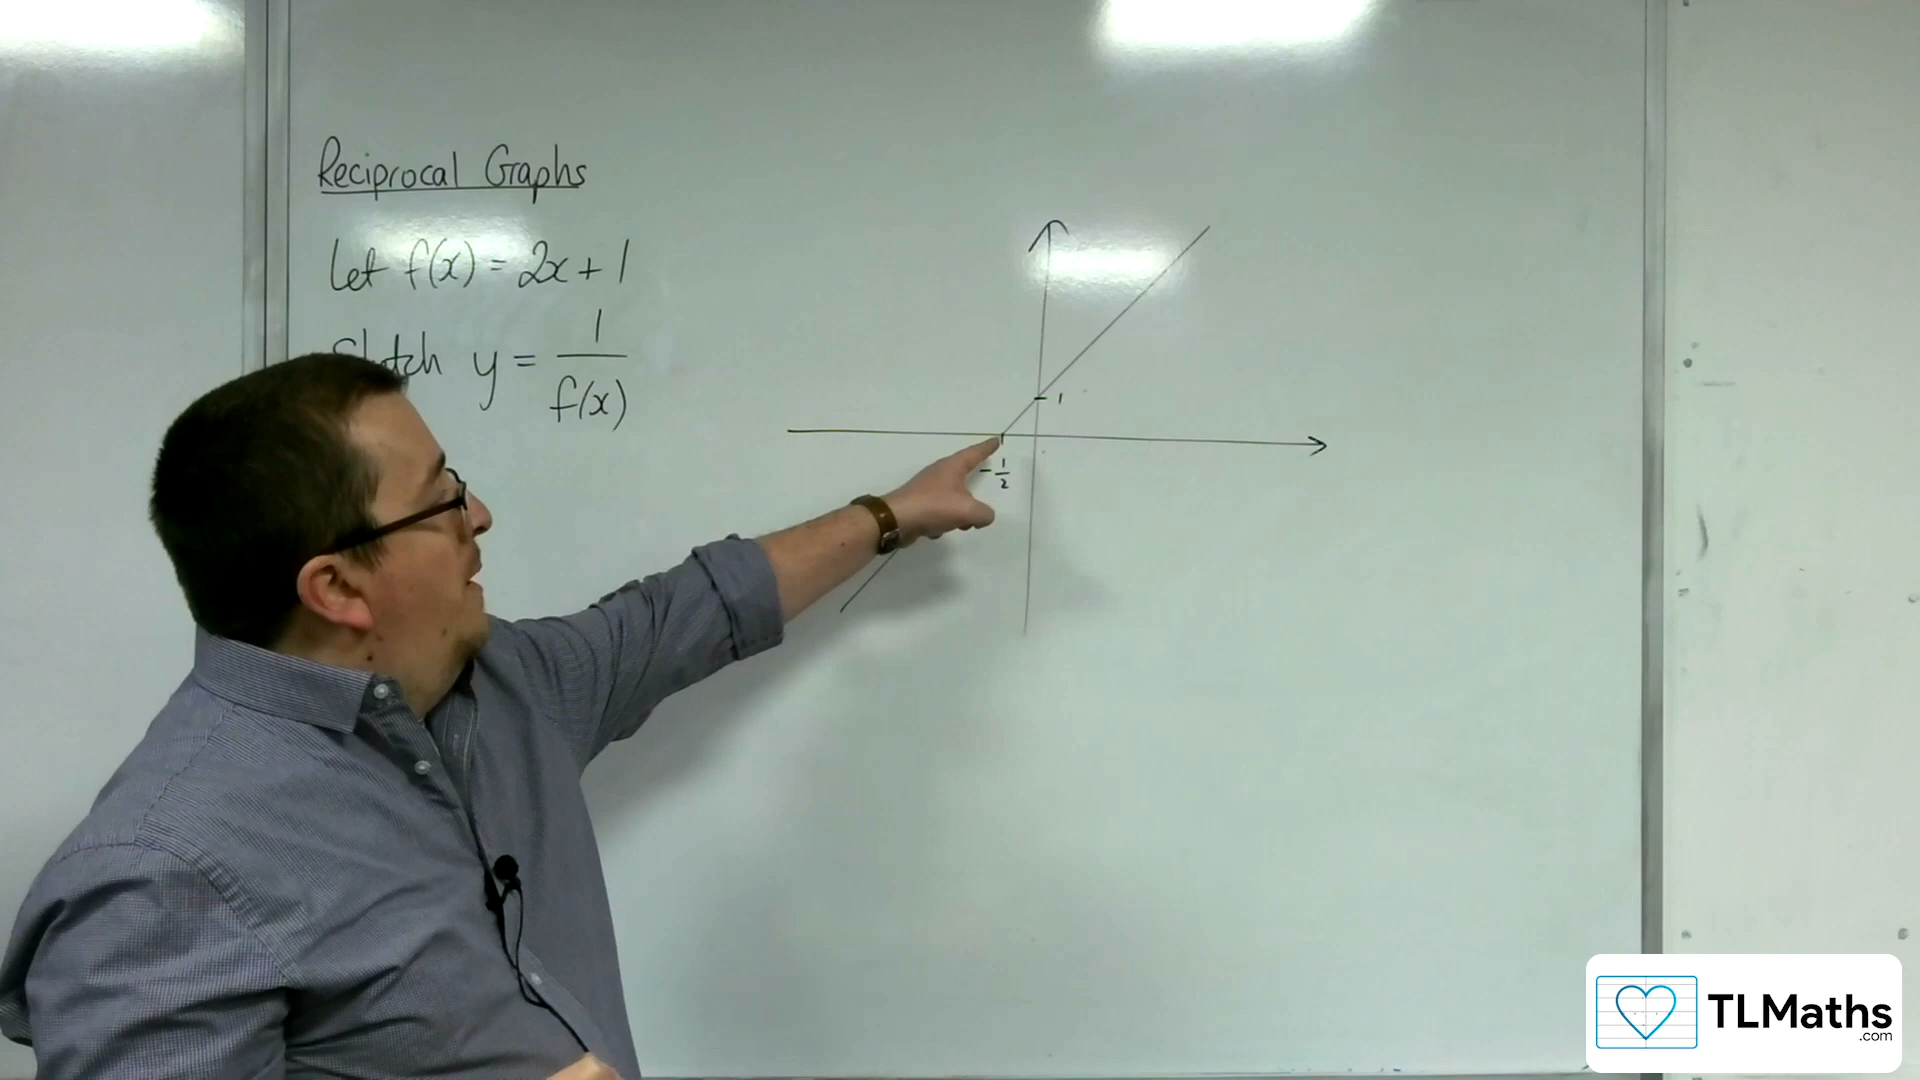 Reciprocal Graphs
Let f(x) = 2x + 1
y = 1/f(x)
1
-1/2
TLMaths
.com